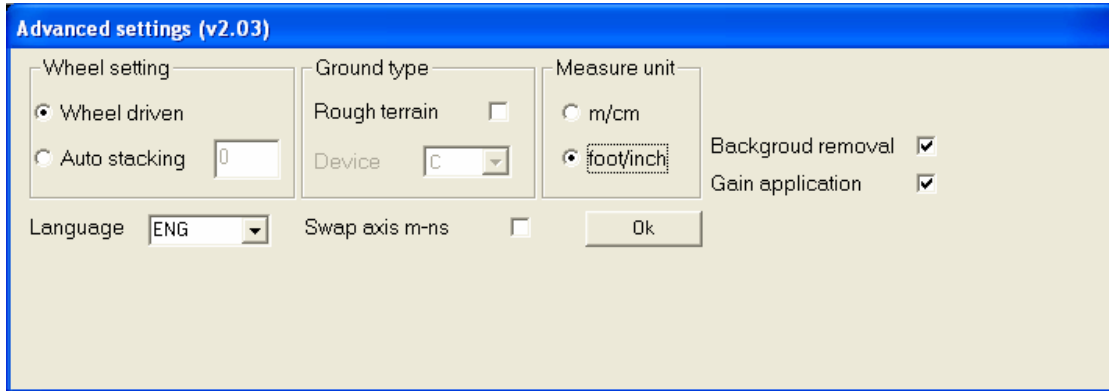 Advanced settings (v2.03)
Wheel setting
Wheel driven
Auto stacking 0
Ground type
Rough terrain
Device C
Measure unit
m/cm
foot/inch
Backgroud removal
Gain application
Language ENG
Swap axis m-ns
Ok